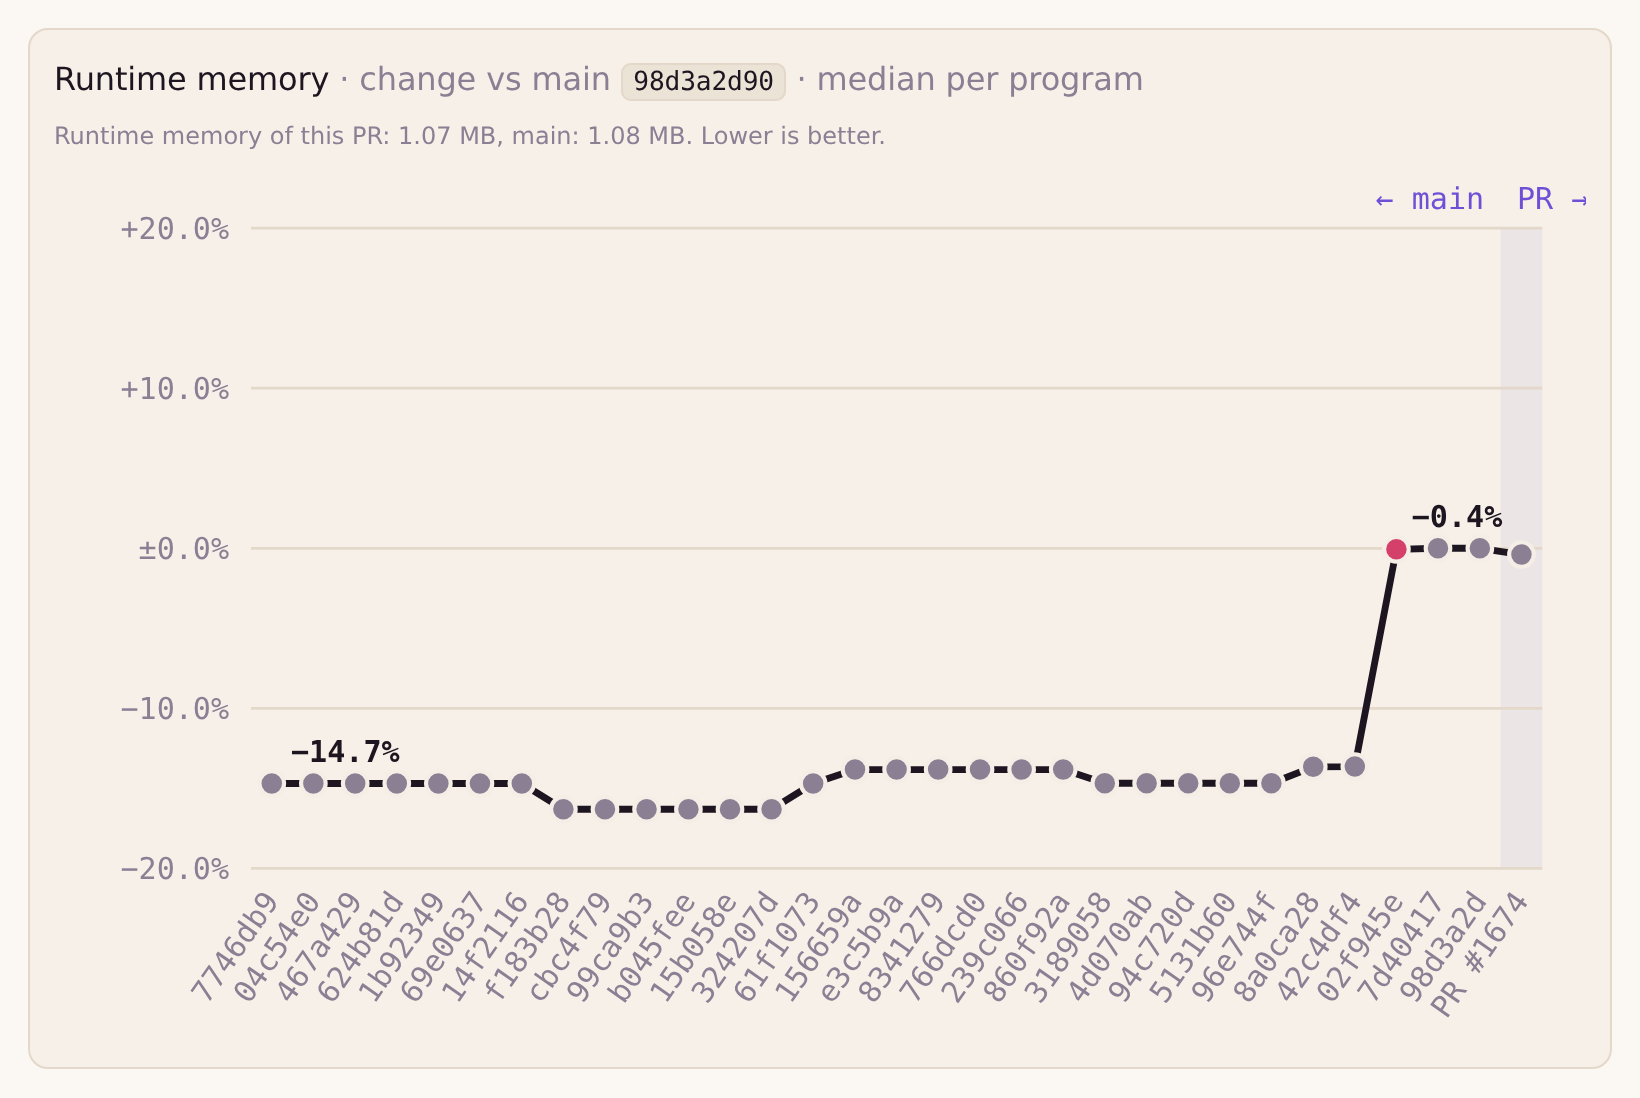 Runtime memory · change vs main 98d3a2d90 · median per program
Runtime memory of this PR: 1.07 MB, main: 1.08 MB. Lower is better.
← main PR →
+20.0%
+10.0%
±0.0%
−10.0%
−20.0%
−14.7%
−0.4%
7746db9
04c54e0
467a429
624b81d
1b92349
69e0637
14f2116
f183b28
cbc4f79
99ca9b3
b045fee
15b058e
324207d
61f1073
156659a
e3c5b9a
8341279
766dcd0
239c066
860f92a
3189058
4d070ab
94c720d
5131b60
96e744f
8a0ca28
42c4df4
02f945e
7d40417
98d3a2d
PR #1674